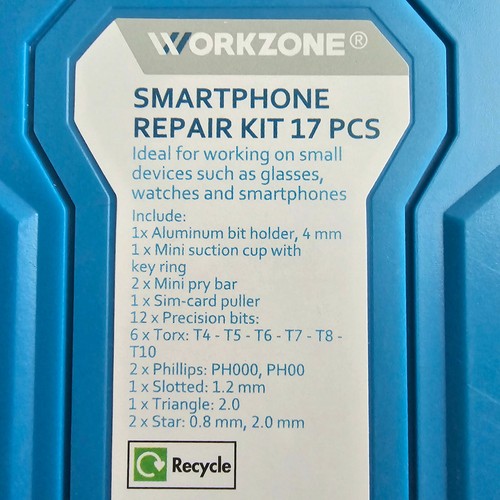 WORKZONE®
SMARTPHONE
REPAIR KIT 17 PCS
Ideal for working on small
devices such as glasses,
watches and smartphones
Include:
1x Aluminum bit holder, 4 mm
1 x Mini suction cup with
key ring
2 x Mini pry bar
1 x Sim-card puller
12 x Precision bits:
6 x Torx: T4 - T5 - T6 - T7 - T8 -
T10
2 x Phillips: PH000, PH00
1 x Slotted: 1.2 mm
1 x Triangle: 2.0
2 x Star: 0.8 mm, 2.0 mm
Recycle